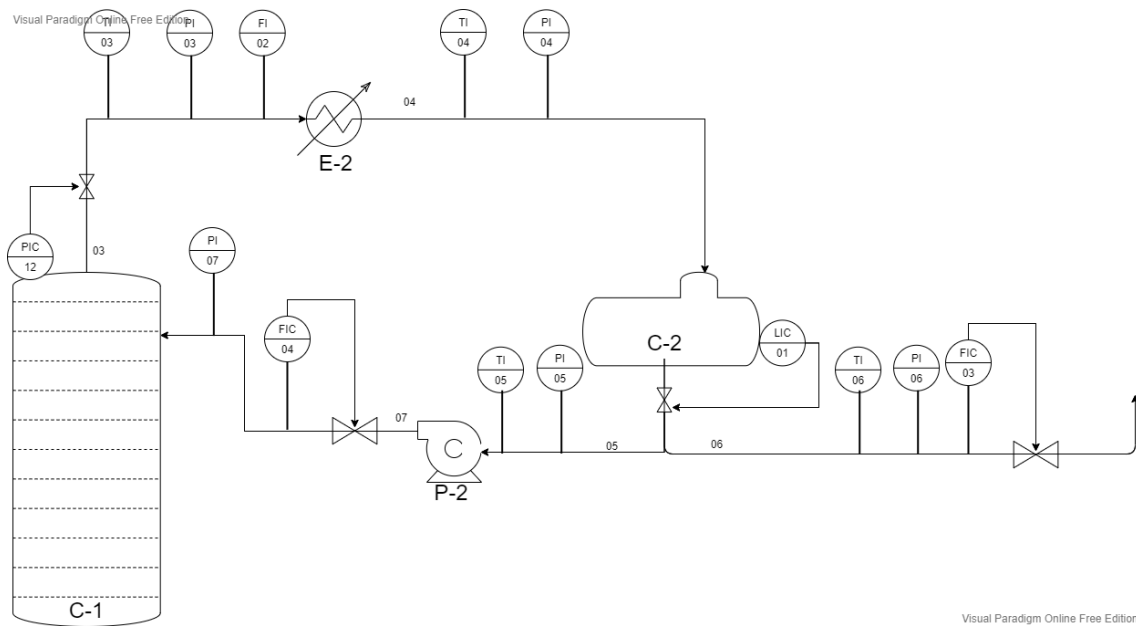 Visual Paradigm Online Free Edition
TI
03
PI
03
FI
02
TI
04
PI
04
04
E-2
PIC
12
03
PI
07
FIC
04
C-2
LIC
01
TI
05
PI
05
TI
06
PI
06
FIC
03
07
05
06
C
P-2
C-1
Visual Paradigm Online Free Edition